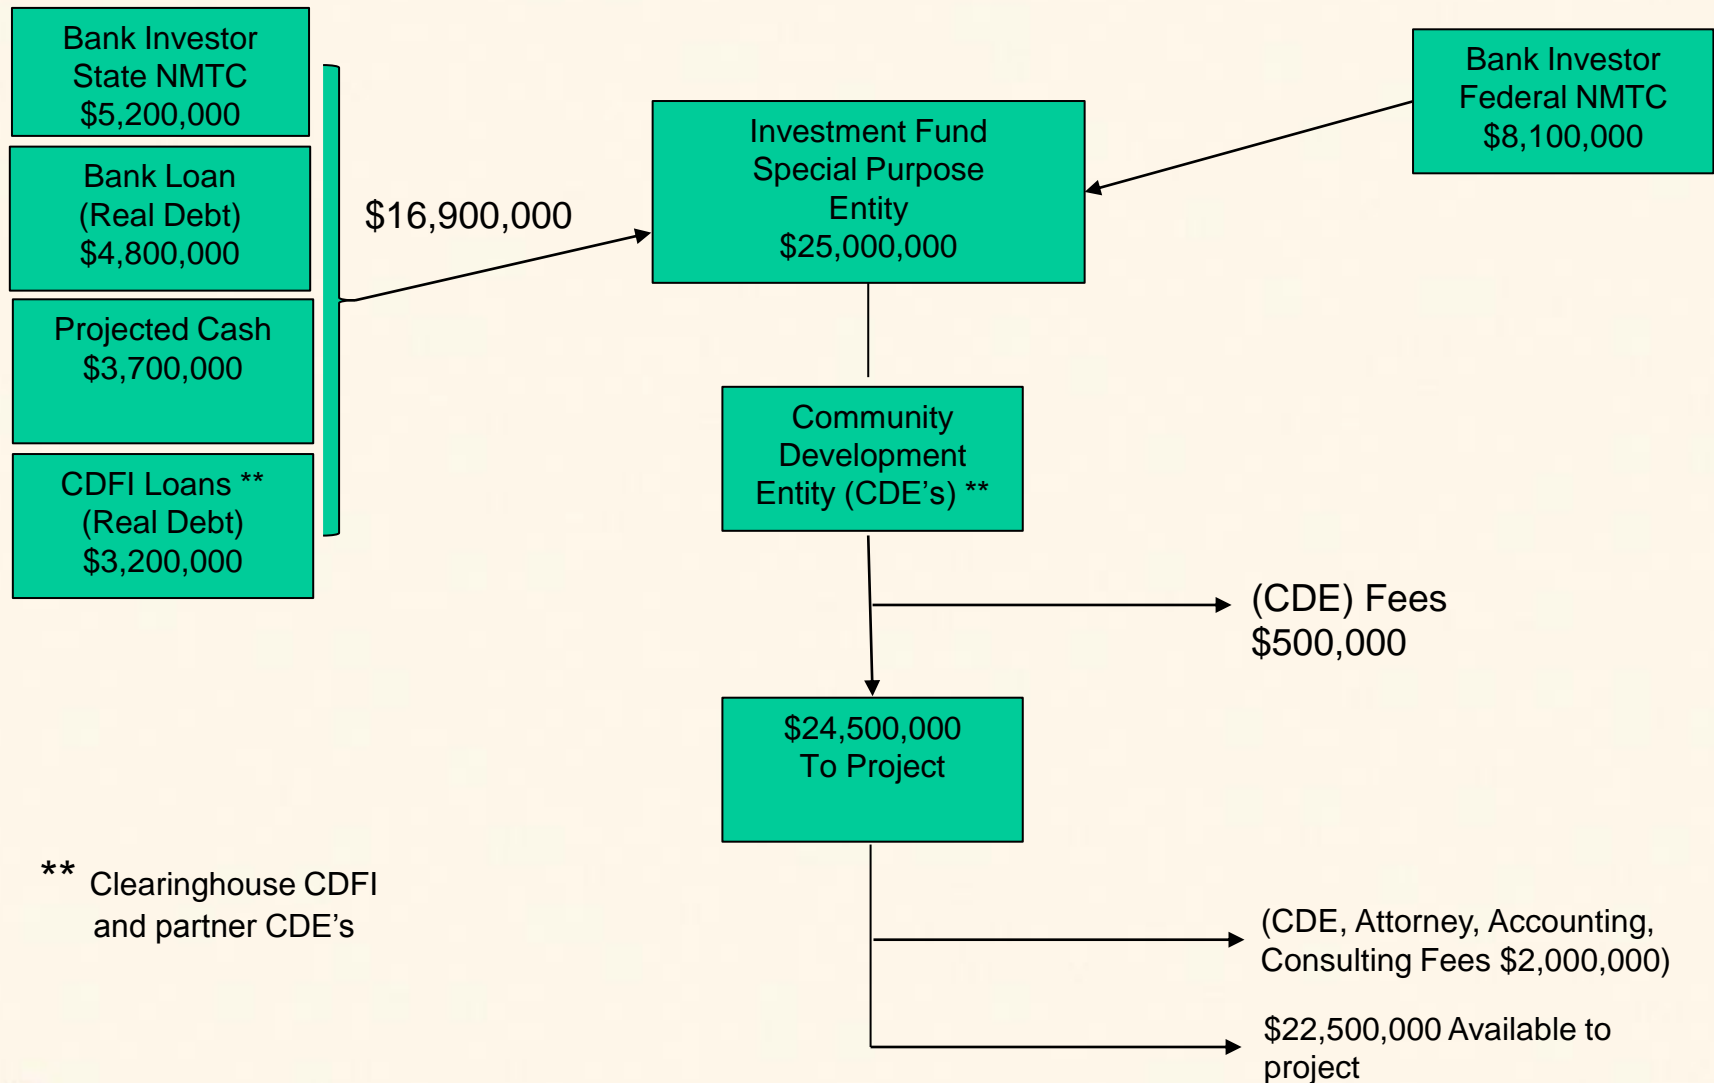 Bank Investor
State NMTC
$5,200,000
Bank Loan
(Real Debt)
$4,800,000
Projected Cash
$3,700,000
CDFI Loans **
(Real Debt)
$3,200,000
$16,900,000
Investment Fund
Special Purpose
Entity
$25,000,000
Bank Investor
Federal NMTC
$8,100,000
Community
Development
Entity (CDE’s) **
(CDE) Fees
$500,000
$24,500,000
To Project
** Clearinghouse CDFI
and partner CDE’s
(CDE, Attorney, Accounting,
Consulting Fees $2,000,000)
$22,500,000 Available to
project